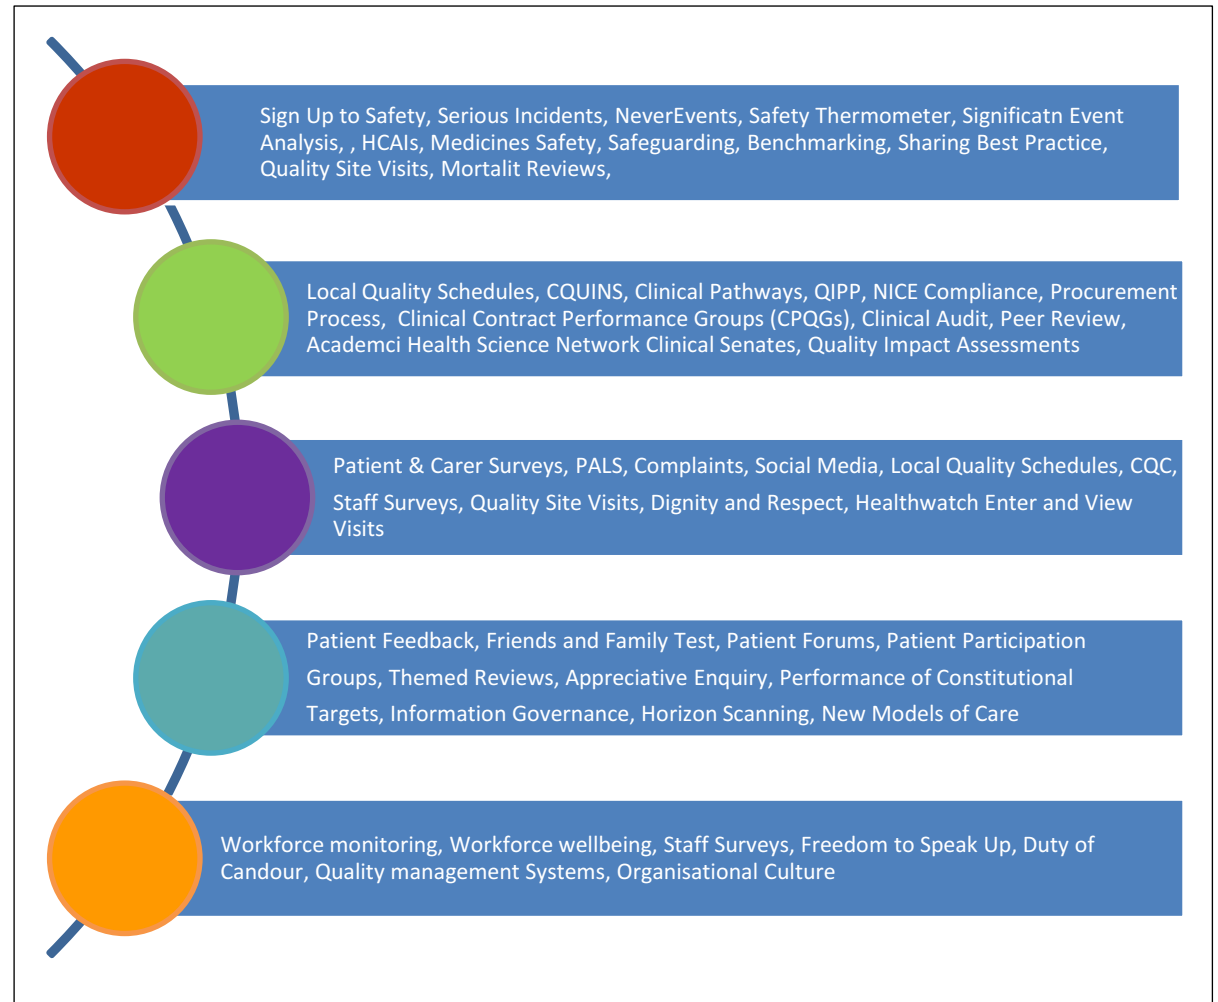 Sign Up to Safety, Serious Incidents, NeverEvents, Safety Thermometer, Significatn Event
Analysis, , HCAIs, Medicines Safety, Safeguarding, Benchmarking, Sharing Best Practice,
Quality Site Visits, Mortalit Reviews,
Local Quality Schedules, CQUINS, Clinical Pathways, QIPP, NICE Compliance, Procurement
Process,  Clinical Contract Performance Groups (CPQGs), Clinical Audit, Peer Review,
Academci Health Science Network Clinical Senates, Quality Impact Assessments
Patient & Carer Surveys, PALS, Complaints, Social Media, Local Quality Schedules, CQC,
Staff Surveys, Quality Site Visits, Dignity and Respect, Healthwatch Enter and View
Visits
Patient Feedback, Friends and Family Test, Patient Forums, Patient Participation
Groups, Themed Reviews, Appreciative Enquiry, Performance of Constitutional
Targets, Information Governance, Horizon Scanning, New Models of Care
Workforce monitoring, Workforce wellbeing, Staff Surveys, Freedom to Speak Up, Duty of
Candour, Quality management Systems, Organisational Culture